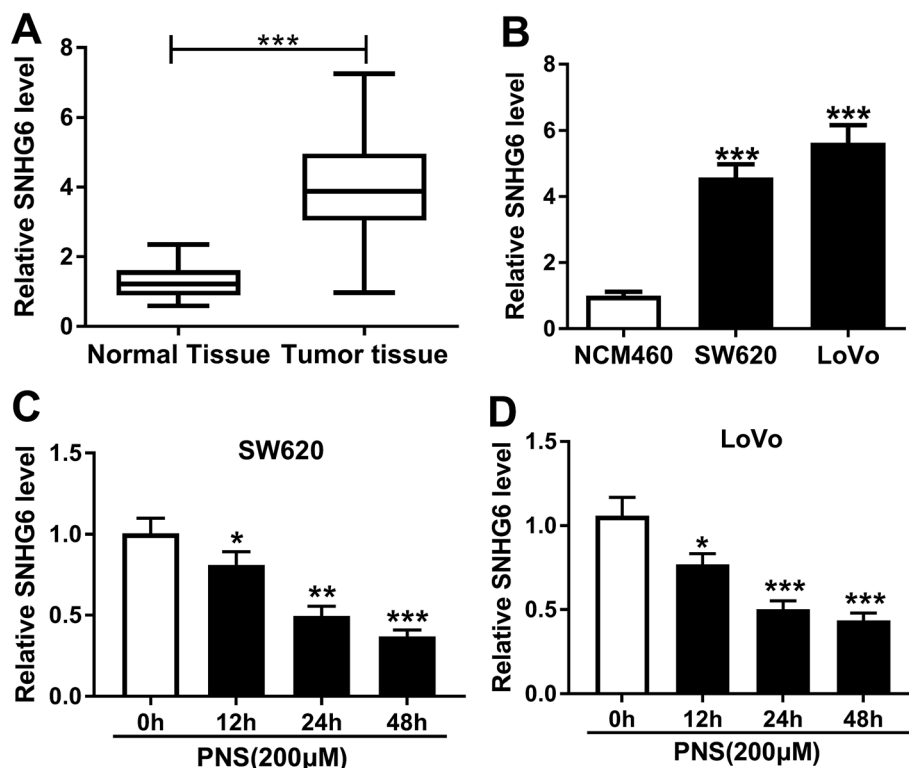 A
Relative SNHG6 level
8
6
4
2
0
***
Normal Tissue Tumor tissue
B
Relative SNHG6 level
8
6
4
2
0
***
***
NCM460 SW620 LoVo
C
SW620
Relative SNHG6 level
1.5
1.0
0.5
0.0
*
**
***
0h 12h 24h 48h
PNS(200μM)
D
LoVo
Relative SNHG6 level
1.5
1.0
0.5
0.0
*
***
***
0h 12h 24h 48h
PNS(200μM)